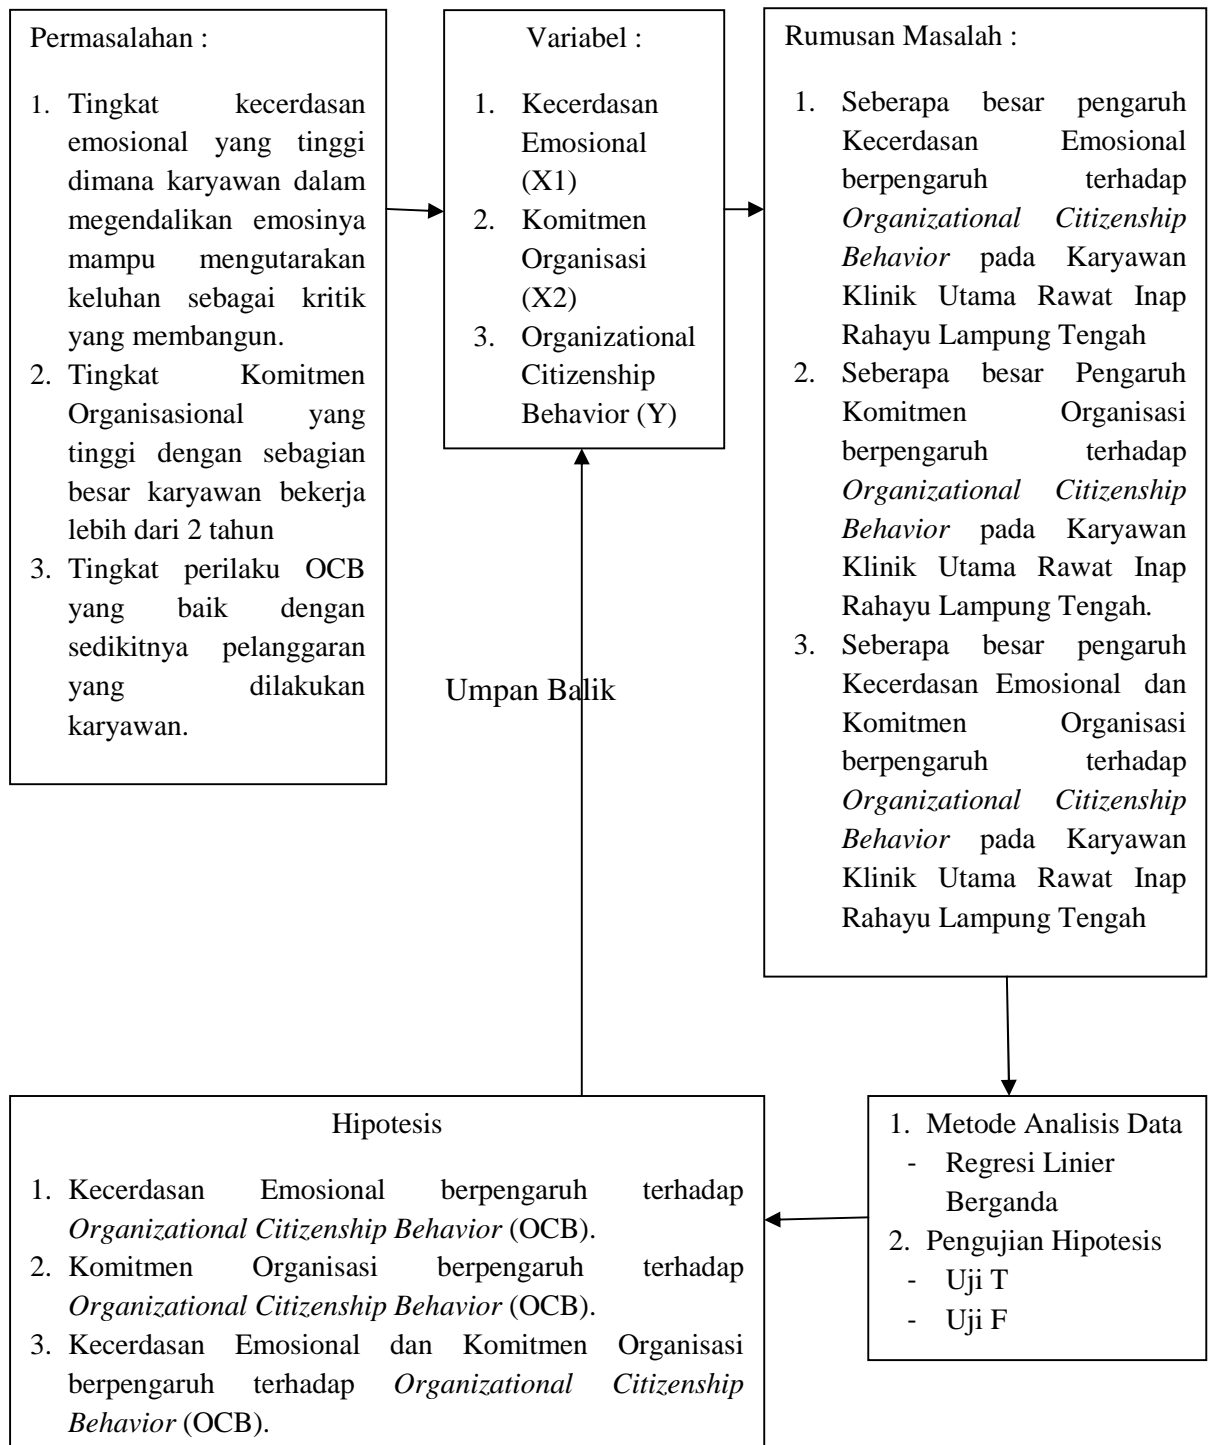 Permasalahan :
1. Tingkat kecerdasan
emosional yang tinggi
dimana karyawan dalam
megendalikan emosinya
mampu mengutarakan
keluhan sebagai kritik
yang membangun.
2. Tingkat Komitmen
Organisasional yang
tinggi dengan sebagian
besar karyawan bekerja
lebih dari 2 tahun
3. Tingkat perilaku OCB
yang baik dengan
sedikitnya pelanggaran
yang dilakukan
karyawan.
Variabel :
1. Kecerdasan
Emosional
(X1)
2. Komitmen
Organisasi
(X2)
3. Organizational
Citizenship
Behavior (Y)
Rumusan Masalah :
1. Seberapa besar pengaruh
Kecerdasan Emosional
berpengaruh terhadap
Organizational Citizenship
Behavior pada Karyawan
Klinik Utama Rawat Inap
Rahayu Lampung Tengah
2. Seberapa besar Pengaruh
Komitmen Organisasi
berpengaruh terhadap
Organizational Citizenship
Behavior pada Karyawan
Klinik Utama Rawat Inap
Rahayu Lampung Tengah.
3. Seberapa besar pengaruh
Kecerdasan Emosional dan
Komitmen Organisasi
berpengaruh terhadap
Organizational Citizenship
Behavior pada Karyawan
Klinik Utama Rawat Inap
Rahayu Lampung Tengah
Umpan Balik
1. Metode Analisis Data
- Regresi Linier
Berganda
2. Pengujian Hipotesis
- Uji T
- Uji F
Hipotesis
1. Kecerdasan Emosional berpengaruh terhadap
Organizational Citizenship Behavior (OCB).
2. Komitmen Organisasi berpengaruh terhadap
Organizational Citizenship Behavior (OCB).
3. Kecerdasan Emosional dan Komitmen Organisasi
berpengaruh terhadap Organizational Citizenship
Behavior (OCB).